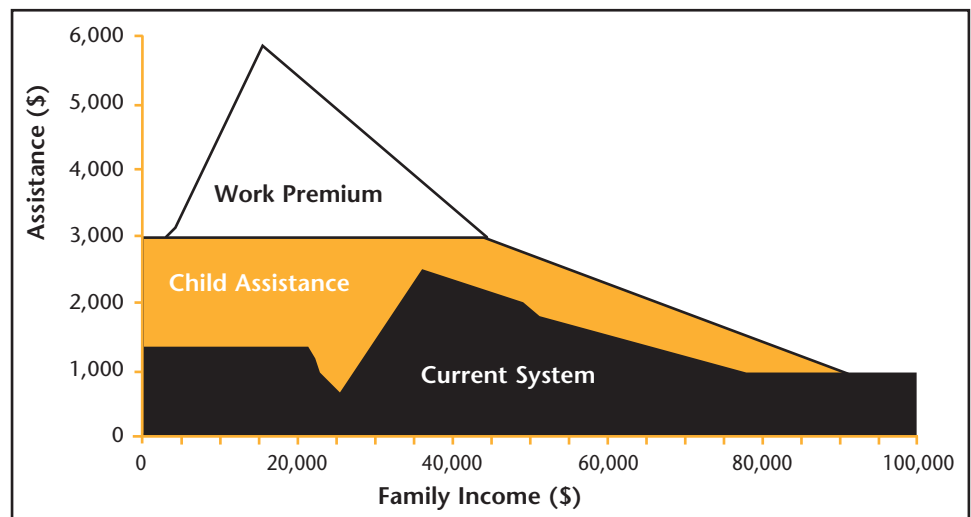 Assistance ($)
6,000
5,000
4,000
3,000
2,000
1,000
0
Work Premium
Child Assistance
Current System
0 20,000 40,000 60,000 80,000 100,000
Family Income ($)